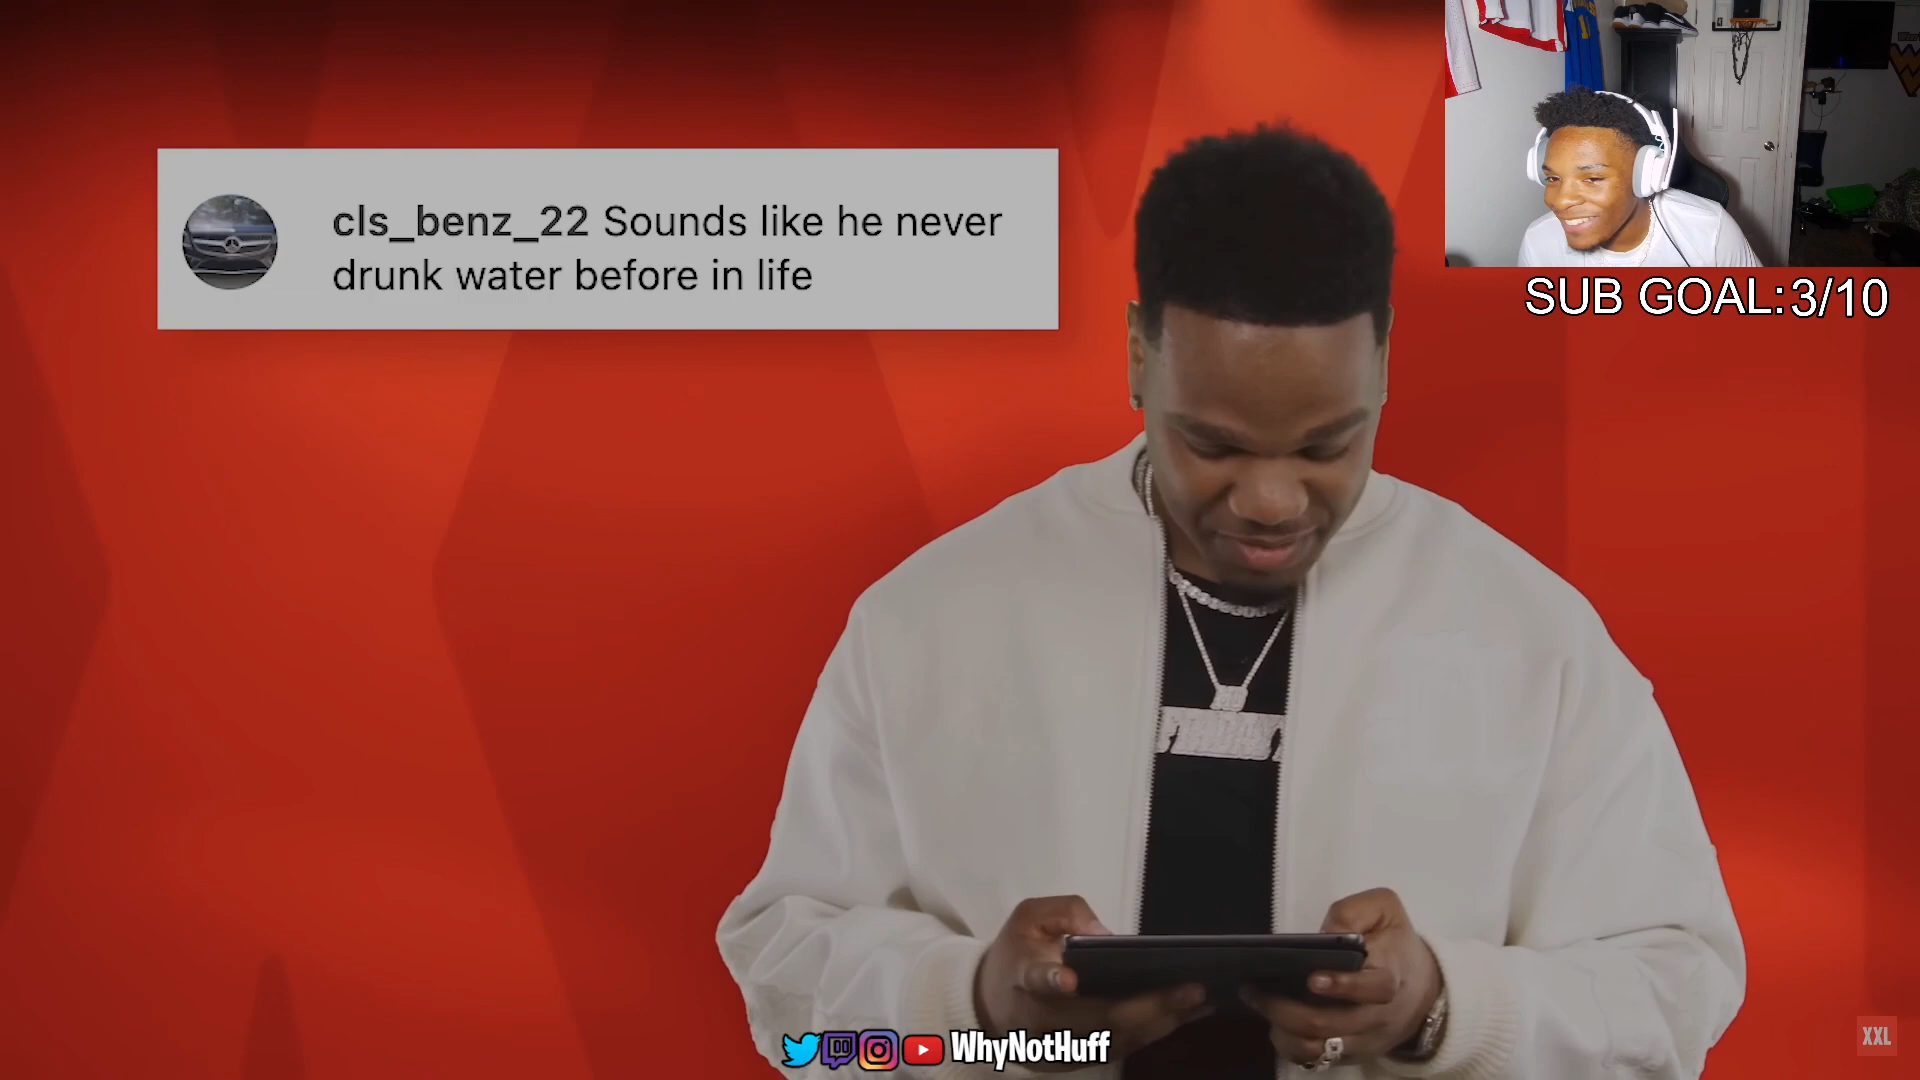 cls_benz_22 Sounds like he never
drunk water before in life
SUB GOAL: 3/10
WhyNotHuff
XXL